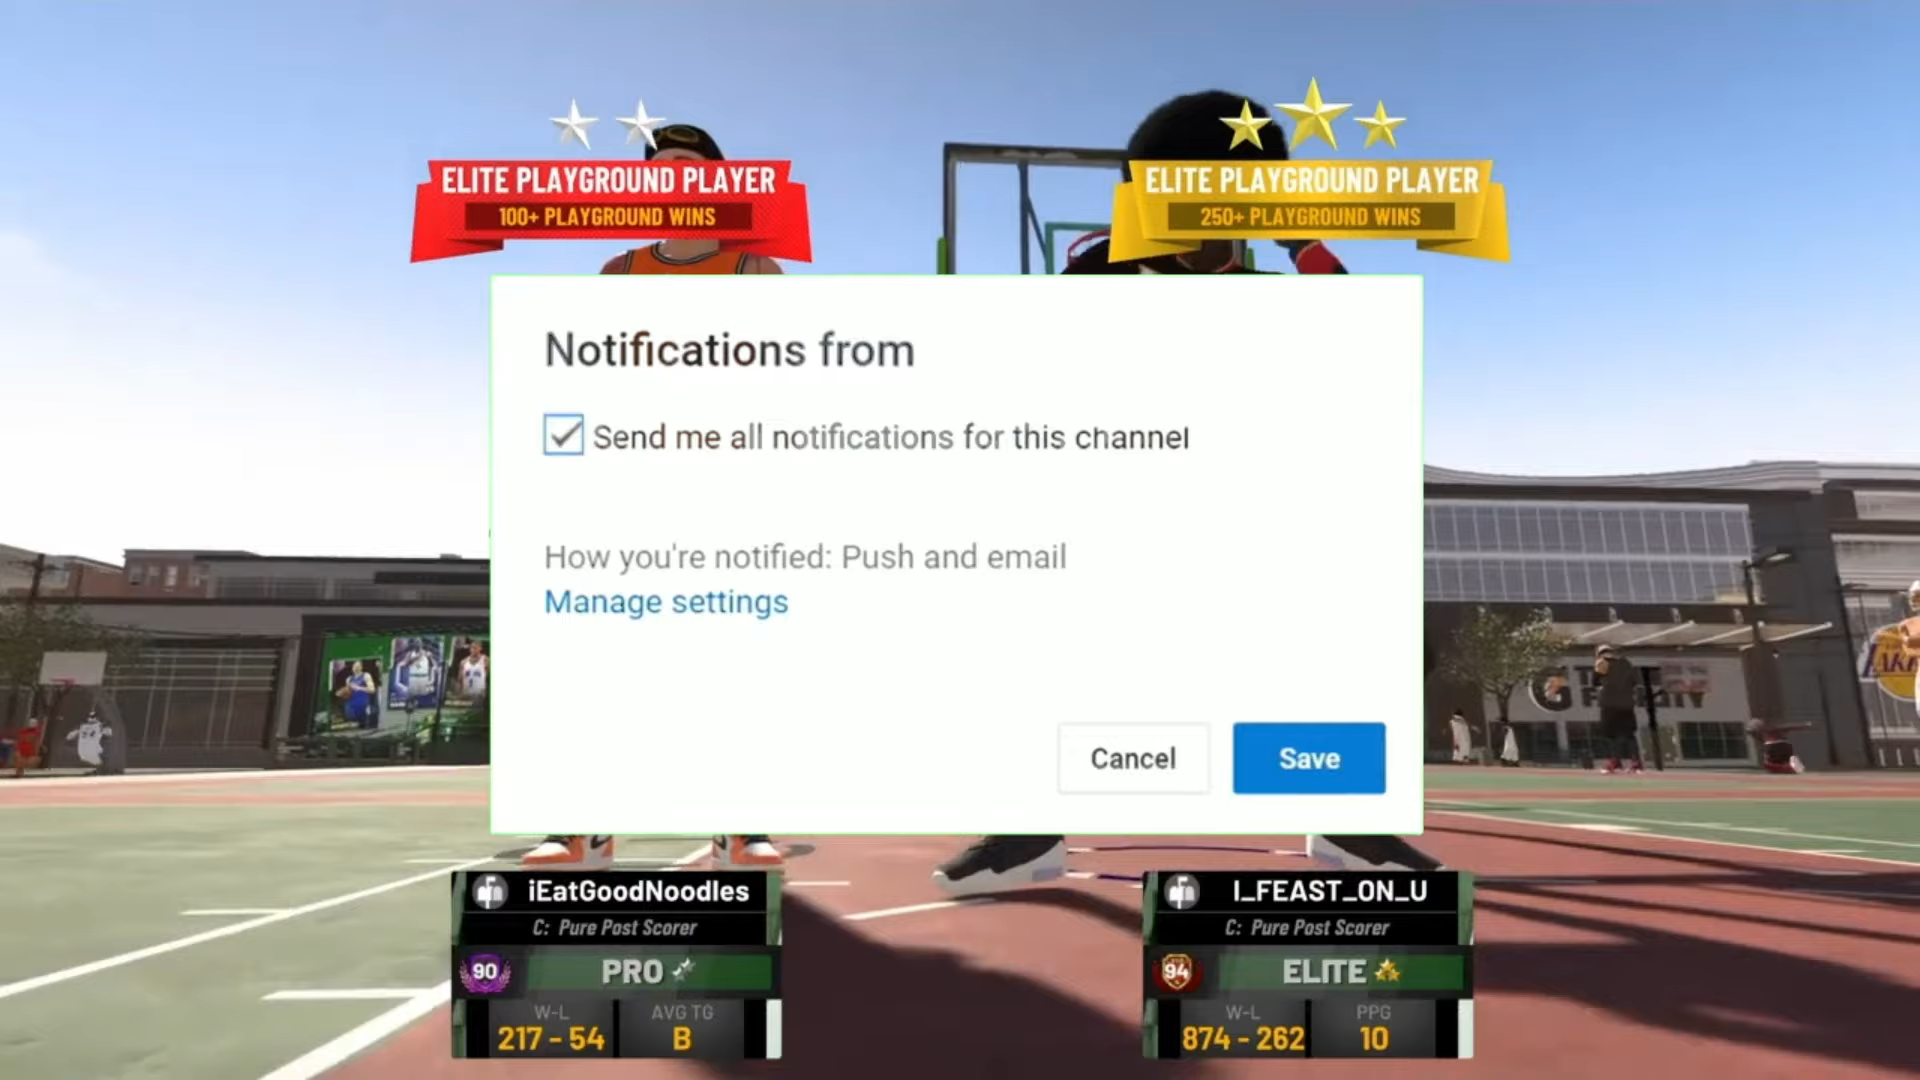 ELITE PLAYGROUND PLAYER
100+ PLAYGROUND WINS
ELITE PLAYGROUND PLAYER
250+ PLAYGROUND WINS
Notifications from
Send me all notifications for this channel
How you're notified: Push and email
Manage settings
Cancel
Save
iEatGoodNoodles
C: Pure Post Scorer
90
PRO
W-L
AVG TG
217 - 54
B
I_FEAST_ON_U
C: Pure Post Scorer
94
ELITE
W-L
PPG
874 - 262
10